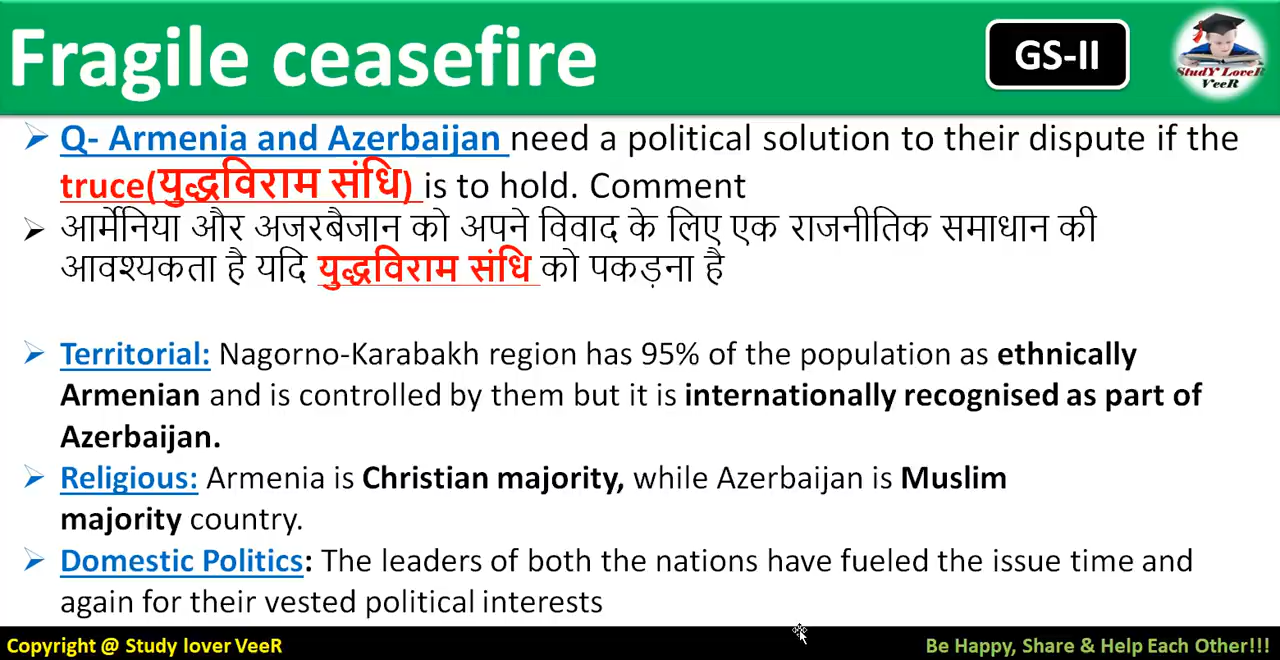 Fragile ceasefire
GS-II
StudY LoveR
VeeR
Q- Armenia and Azerbaijan need a political solution to their dispute if the
truce(युद्धविराम संधि) is to hold. Comment
आर्मेनिया और अजरबैजान को अपने विवाद के लिए एक राजनीतिक समाधान की
आवश्यकता है यदि युद्धविराम संधि को पकड़ना है
Territorial: Nagorno-Karabakh region has 95% of the population as ethnically
Armenian and is controlled by them but it is internationally recognised as part of
Azerbaijan.
Religious: Armenia is Christian majority, while Azerbaijan is Muslim
majority country.
Domestic Politics: The leaders of both the nations have fueled the issue time and
again for their vested political interests
Copyright @ Study lover VeeR
Be Happy, Share & Help Each Other!!!